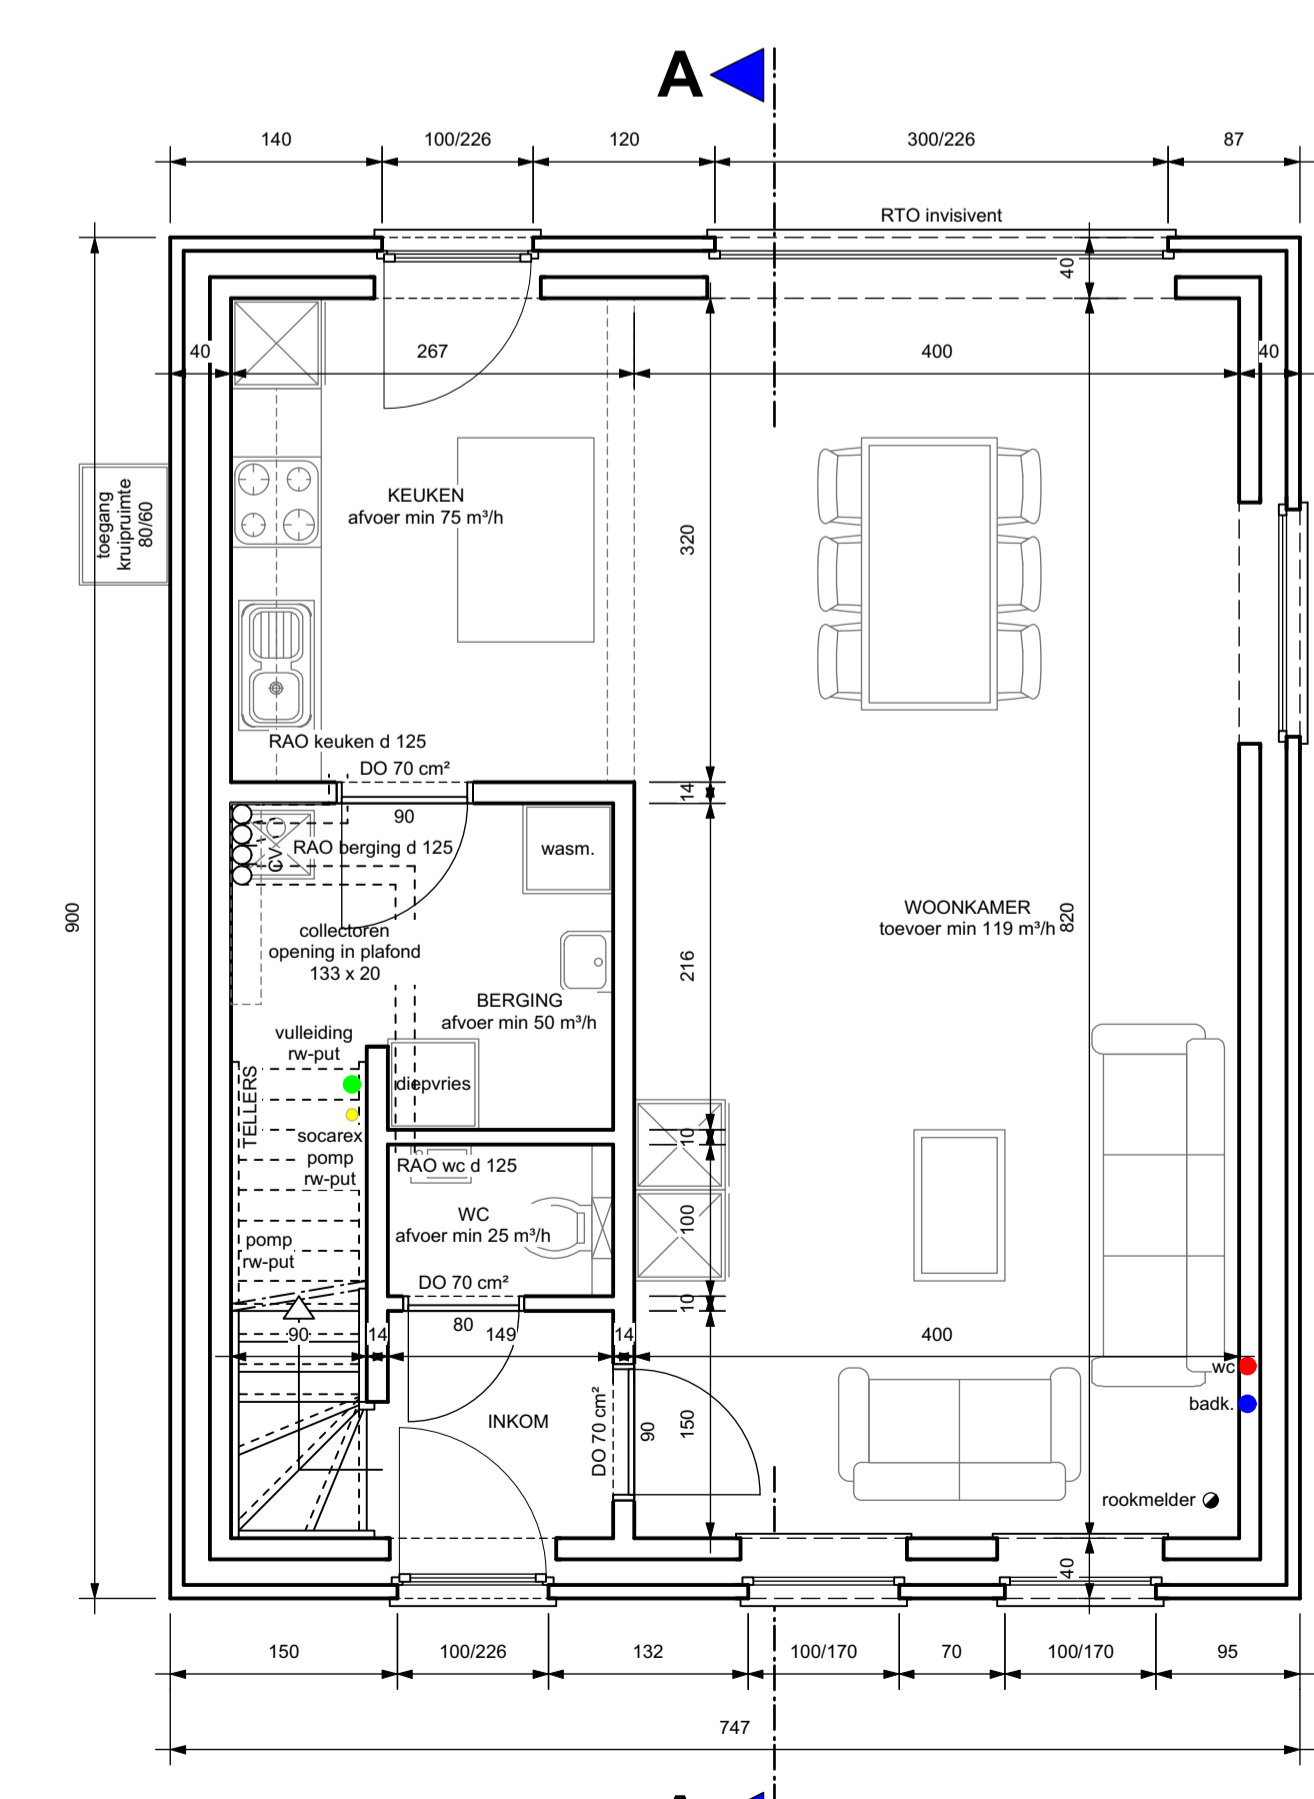 A
140
100/226
120
300/226
87
RTO invisivent
40
40
267
400
40
toegang
kruipruimte
80/60
KEUKEN
afvoer min 75 m³/h
320
RAO keuken d 125
DO 70 cm²
14
90
CV
RAO berging d 125
wasm.
900
WOONKAMER
toevoer min 119 m³/h
820
collectoren
opening in plafond
133 x 20
216
BERGING
afvoer min 50 m³/h
vulleiding
rw-put
TELLERS
diepvries
socarex
pomp
rw-put
10
RAO wc d 125
WC
afvoer min 25 m³/h
100
pomp
rw-put
DO 70 cm²
10
90
14
80
149
14
400
wc
badk.
INKOM
DO 70 cm²
90
150
rookmelder
40
150
100/226
132
100/170
70
100/170
95
747